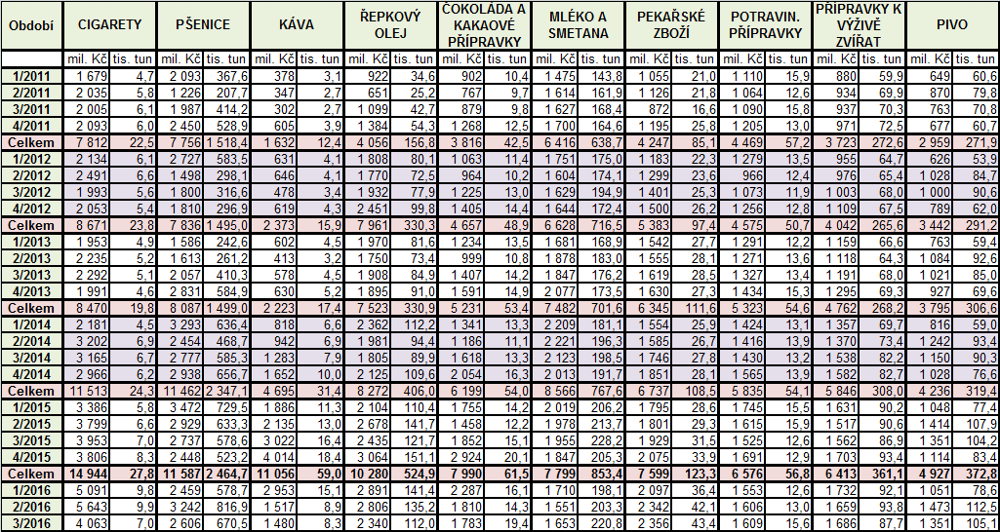 Období CIGARETY PŠENICE KÁVA ŘEPKOVÝ OLEJ ČOKOLÁDA A KAKAOVÉ PŘÍPRAVKY MLÉKO A SMETANA PEKAŘSKÉ ZBOŽÍ POTRAVIN. PŘÍPRAVKY PŘÍPRAVKY K VÝŽIVĚ ZVÍŘAT PIVO
mil. Kč tis. tun mil. Kč tis. tun mil. Kč tis. tun mil. Kč tis. tun mil. Kč tis. tun mil. Kč tis. tun mil. Kč tis. tun mil. Kč tis. tun mil. Kč tis. tun mil. Kč tis. tun
1/2011 1 679 4,7 2 093 367,6 378 3,1 922 34,6 902 10,4 1 475 143,8 1 055 21,0 1 110 15,9 880 59,9 649 60,6
2/2011 2 035 5,8 1 226 207,7 347 2,7 651 25,2 767 9,7 1 614 161,9 1 126 21,8 1 064 12,6 934 69,9 870 79,8
3/2011 2 005 6,1 1 987 414,2 302 2,7 1 099 42,7 879 9,8 1 627 168,4 872 16,6 1 090 15,8 937 70,3 763 70,8
4/2011 2 093 6,0 2 450 528,9 605 3,9 1 384 54,3 1 268 12,5 1 700 164,6 1 195 25,8 1 205 13,0 971 72,5 677 60,7
Celkem 7 812 22,5 7 756 1 518,4 1 632 12,4 4 056 156,8 3 816 42,5 6 416 638,7 4 247 85,1 4 469 57,2 3 723 272,6 2 959 271,9
1/2012 2 134 6,1 2 727 583,5 631 4,1 1 808 80,1 1 063 11,4 1 751 175,0 1 183 22,3 1 279 13,5 955 64,7 626 53,9
2/2012 2 491 6,6 1 498 298,1 646 4,1 1 770 72,5 964 10,2 1 604 174,1 1 299 23,6 966 12,4 976 65,4 1 028 84,7
3/2012 1 993 5,6 1 800 316,6 478 3,4 1 932 77,9 1 225 13,0 1 629 194,9 1 401 25,3 1 073 11,9 1 003 68,0 1 000 90,6
4/2012 2 053 5,4 1 810 296,9 619 4,3 2 451 99,8 1 405 14,4 1 644 172,4 1 500 26,2 1 256 12,8 1 109 67,5 789 62,0
Celkem 8 671 23,8 7 836 1 495,0 2 373 15,9 7 961 330,3 4 657 48,9 6 628 716,5 5 383 97,4 4 575 50,7 4 042 265,6 3 442 291,2
1/2013 1 953 4,9 1 586 242,6 602 4,5 1 970 81,6 1 234 13,5 1 681 168,9 1 542 27,7 1 291 12,2 1 159 66,6 763 59,4
2/2013 2 235 5,2 1 613 261,2 413 3,2 1 750 73,4 999 10,8 1 878 183,0 1 555 28,1 1 271 13,6 1 118 64,3 1 084 92,6
3/2013 2 292 5,1 2 057 410,3 578 4,5 1 908 84,9 1 407 14,2 1 847 176,2 1 619 28,5 1 327 13,4 1 191 68,0 1 021 85,0
4/2013 1 991 4,6 2 831 584,9 630 5,2 1 895 91,0 1 591 14,9 2 077 173,5 1 630 27,3 1 434 15,3 1 295 69,3 927 69,6
Celkem 8 470 19,8 8 087 1 499,0 2 223 17,4 7 523 330,9 5 231 53,4 7 482 701,6 6 345 111,6 5 323 54,6 4 762 268,2 3 795 306,6
1/2014 2 181 4,5 3 293 636,4 818 6,6 2 362 112,2 1 341 13,3 2 209 181,1 1 554 25,9 1 424 13,1 1 357 69,7 816 59,0
2/2014 3 202 6,9 2 454 468,7 942 6,9 1 981 94,4 1 186 11,1 2 221 196,3 1 585 26,7 1 416 13,9 1 370 73,4 1 242 93,4
3/2014 3 165 6,7 2 777 585,3 1 283 7,9 1 805 89,9 1 618 13,3 2 123 198,5 1 746 27,8 1 430 13,2 1 538 82,2 1 150 90,3
4/2014 2 966 6,2 2 938 656,7 1 652 10,0 2 125 109,6 2 054 16,3 2 013 191,7 1 851 28,1 1 565 13,9 1 582 82,7 1 028 76,6
Celkem 11 513 24,3 11 462 2 347,1 4 695 31,4 8 272 406,0 6 199 54,0 8 566 767,6 6 737 108,5 5 835 54,1 5 846 308,0 4 236 319,4
1/2015 3 386 5,8 3 472 729,5 1 886 11,3 2 104 110,4 1 755 14,2 2 019 206,2 1 795 28,6 1 745 15,5 1 631 90,2 1 048 77,4
2/2015 3 799 6,6 2 929 633,3 2 135 13,0 2 678 141,7 1 458 12,2 1 978 213,7 1 801 29,3 1 615 15,9 1 517 90,6 1 414 107,9
3/2015 3 953 7,0 2 737 578,6 3 022 16,4 2 435 121,7 1 852 15,1 1 955 228,2 1 929 31,5 1 525 12,6 1 562 86,9 1 351 104,2
4/2015 3 806 8,3 2 448 523,2 4 014 18,4 3 064 151,1 2 924 20,1 1 847 205,3 2 075 33,9 1 691 12,9 1 703 93,4 1 114 83,4
Celkem 14 944 27,8 11 587 2 464,7 11 056 59,0 10 280 524,9 7 990 61,5 7 799 853,4 7 599 123,3 6 576 56,8 6 413 361,1 4 927 372,8
1/2016 5 091 9,8 2 459 578,7 2 953 15,1 2 891 141,4 2 287 16,1 1 710 198,1 2 097 36,4 1 553 12,6 1 732 92,1 1 051 78,6
2/2016 5 643 9,9 3 242 816,9 1 517 8,9 2 806 135,2 1 810 14,3 1 551 203,3 2 342 42,1 1 606 13,0 1 659 93,8 1 473 112,5
3/2016 4 063 7,0 2 606 670,5 1 480 8,3 2 340 112,0 1 783 19,4 1 653 220,8 2 356 43,4 1 709 15,6 1 686 87,7 1 351 105,1